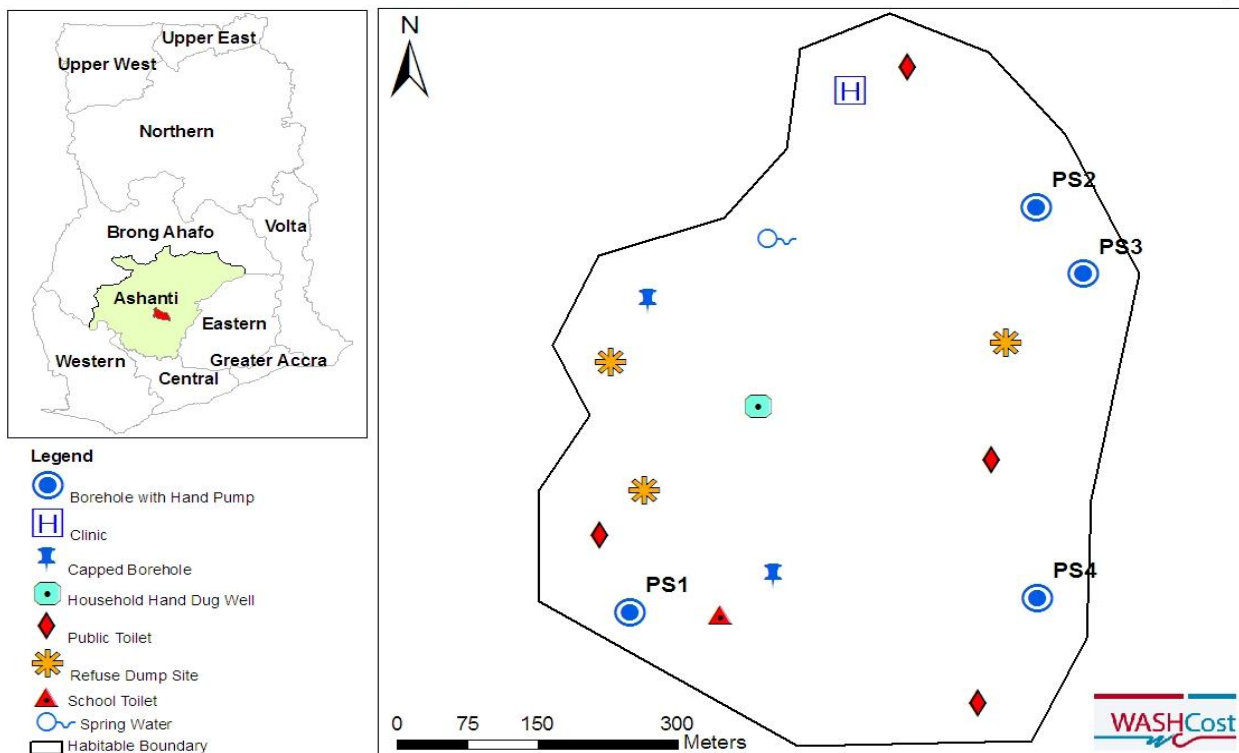 Upper East
Upper West
Northern
Brong Ahafo
Volta
Ashanti
Eastern
Western
Greater Accra
Central
Legend
Borehole with Hand Pump
H
Clinic
Capped Borehole
Household Hand Dug Well
Public Toilet
Refuse Dump Site
School Toilet
Spring Water
Habitable Boundary
N
H
PS2
PS3
PS1
PS4
0 75 150 300
Meters
WASHCost